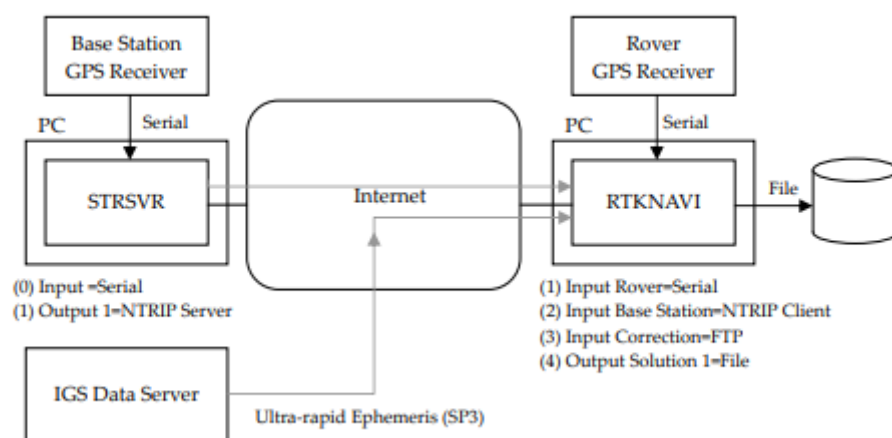 Base Station
GPS Receiver
Rover
GPS Receiver
PC
Serial
PC
Serial
STRSVR
Internet
RTKNAVI
File
(0) Input =Serial
(1) Output 1=NTRIP Server
(1) Input Rover=Serial
(2) Input Base Station=NTRIP Client
(3) Input Correction=FTP
(4) Output Solution 1=File
IGS Data Server
Ultra-rapid Ephemeris (SP3)